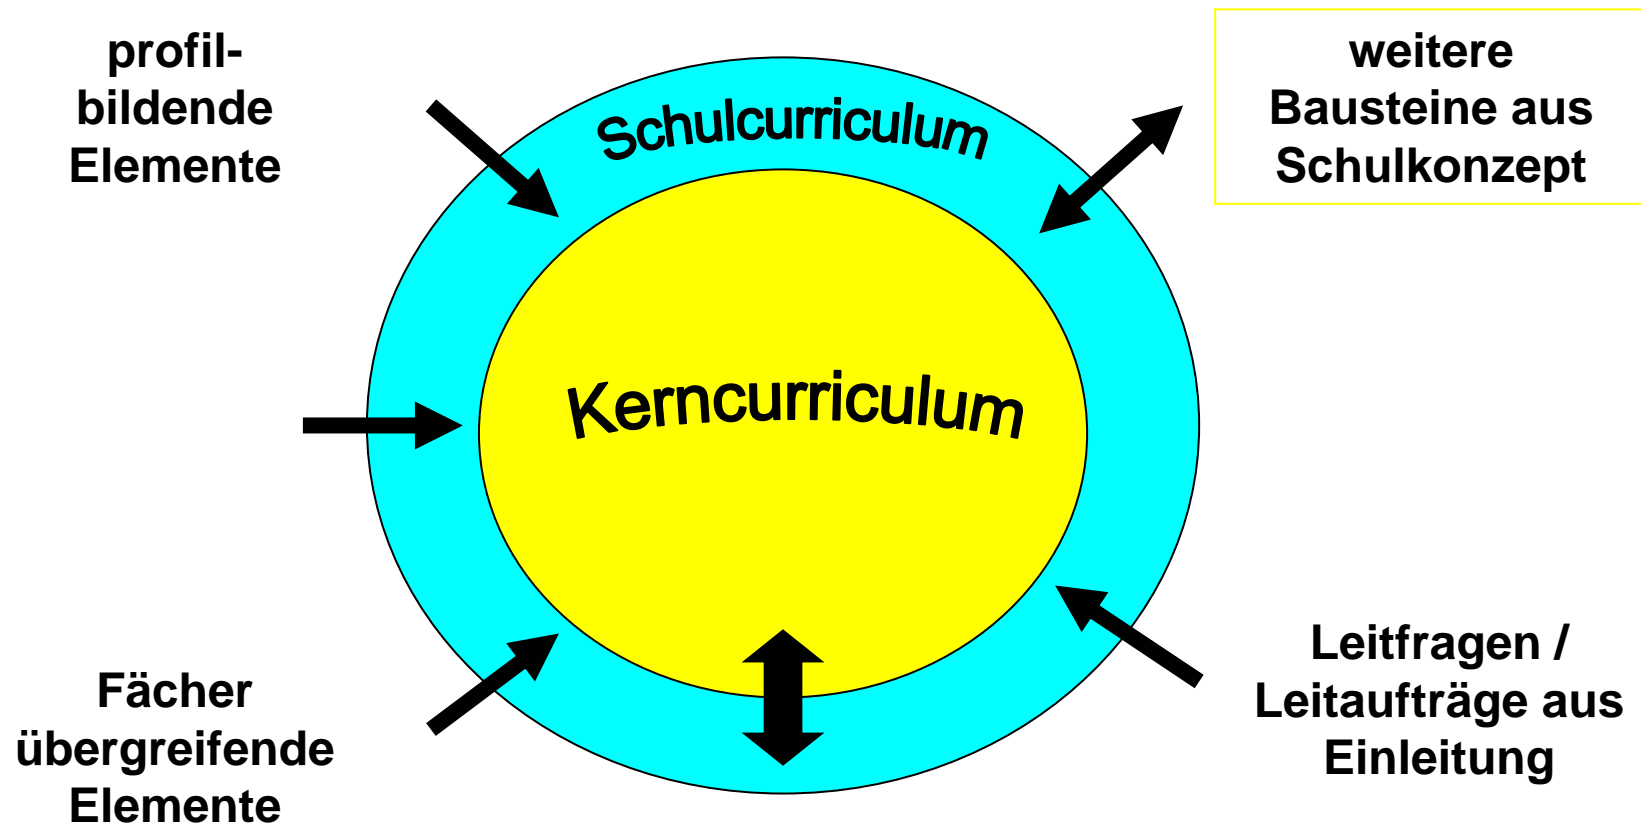 profil-
bildende
Elemente
weitere
Bausteine aus
Schulkonzept
Schulcurriculum
Kerncurriculum
Fächer
übergreifende
Elemente
Leitfragen /
Leitaufträge aus
Einleitung